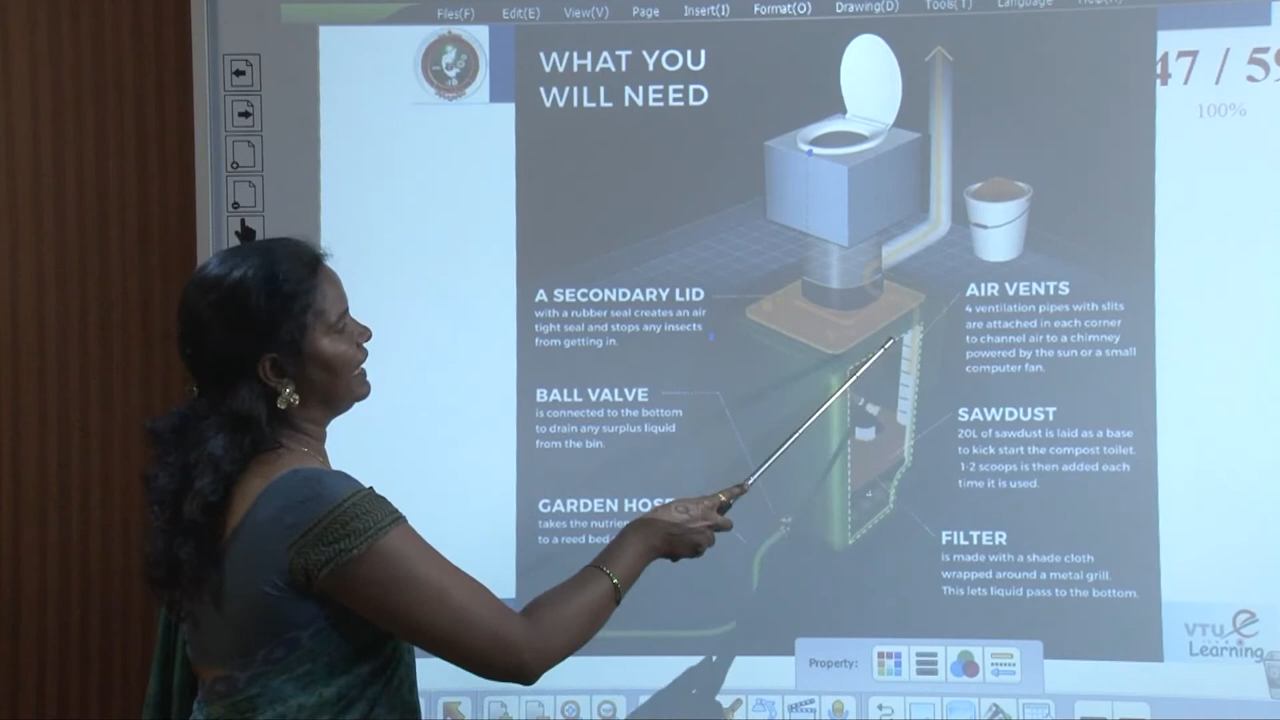 Files(F) Edit(E) View(V) Page Insert(I) Format(O) Drawing(D) Tools(T) Language
47 / 59
100%
WHAT YOU
WILL NEED
A SECONDARY LID
with a rubber seal creates an air
tight seal and stops any insects
from getting in.
BALL VALVE
is connected to the bottom
to drain any surplus liquid
from the bin.
GARDEN HOSE
takes the
to a reed bed
AIR VENTS
4 ventilation pipes with slits
are attached in each corner
to channel air to a chimney
powered by the sun or a small
computer fan.
SAWDUST
20L of sawdust is laid as a base
to kick start the compost toilet.
1-2 scoops is then added each
time it is used.
FILTER
is made with a shade cloth
wrapped around a metal grill.
This lets liquid pass to the bottom.
VTU e
Learning
Property: